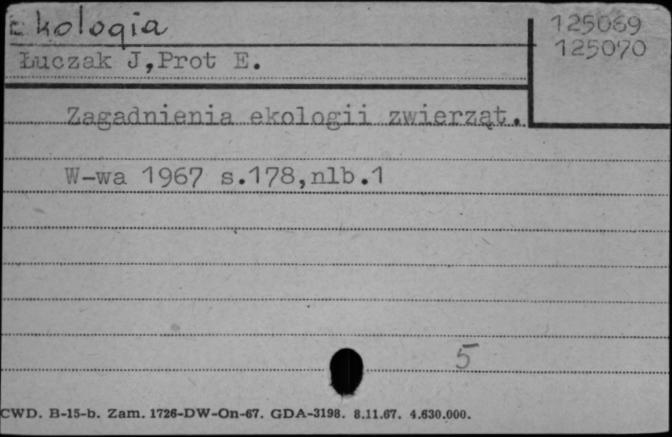 Ekologia
125069
125070
Łuczak J,Prot E.
Zagadnienia ekologii zwierząt.
W-wa 1967 s.178,nlb.1
5
CWD. B-15-b. Zam. 1726-DW-On-67. GDA-3198. 8.11.67. 4.630.000.